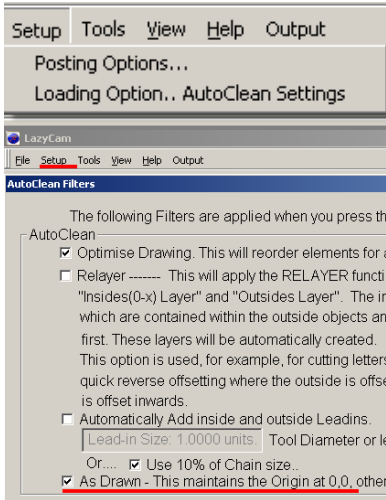 Setup Tools View Help Output
Posting Options...
Loading Option.. AutoClean Settings
LazyCam
File Setup Tools View Help Output
AutoClean Filters
The following Filters are applied when you press th
AutoClean
Optimise Drawing. This will reorder elements for a
Relayer ------- This will apply the RELAYER functi
"Insides(0-x) Layer" and "Outsides Layer". The in
which are contained within the outside objects an
first. These layers will be automatically created.
This option is used, for example, for cutting letters
quick reverse offsetting where the outside is offse
is offset inwards.
Automatically Add inside and outside Leadins.
Lead-in Size: 1.0000 units. Tool Diameter or le
Or.... Use 10% of Chain size..
As Drawn - This maintains the Origin at 0,0, other